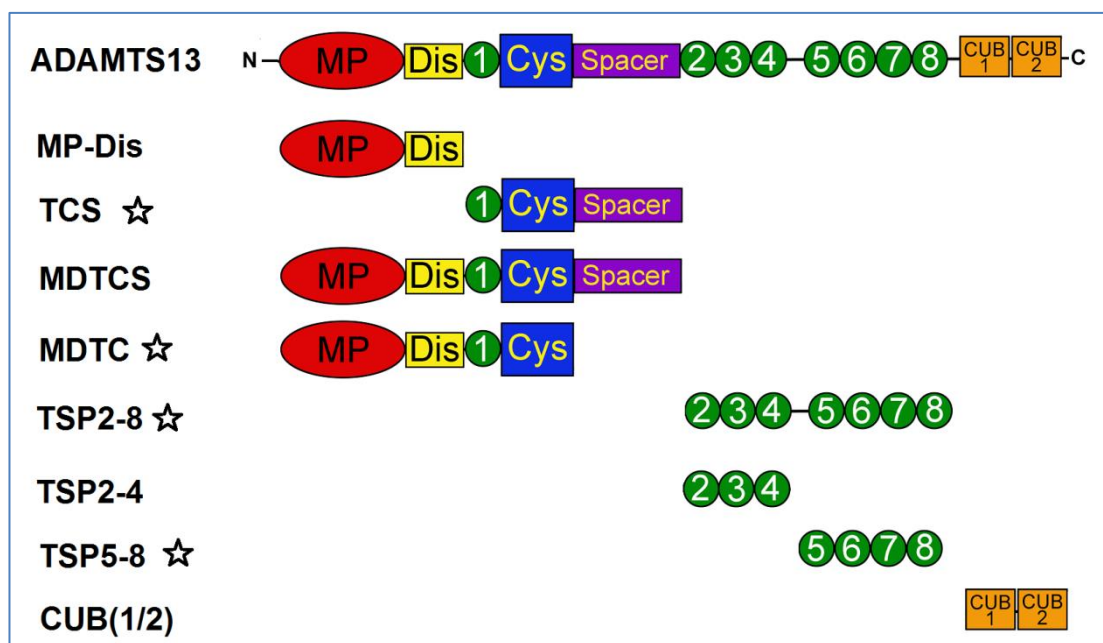 ADAMTS13 N MP Dis 1 Cys Spacer 2 3 4 5 6 7 8 CUB 1 CUB 2 C
MP-Dis MP Dis
TCS ☆ 1 Cys Spacer
MDTCS MP Dis 1 Cys Spacer
MDTC ☆ MP Dis 1 Cys
TSP2-8 ☆ 2 3 4 5 6 7 8
TSP2-4 2 3 4
TSP5-8 ☆ 5 6 7 8
CUB(1/2) CUB 1 CUB 2